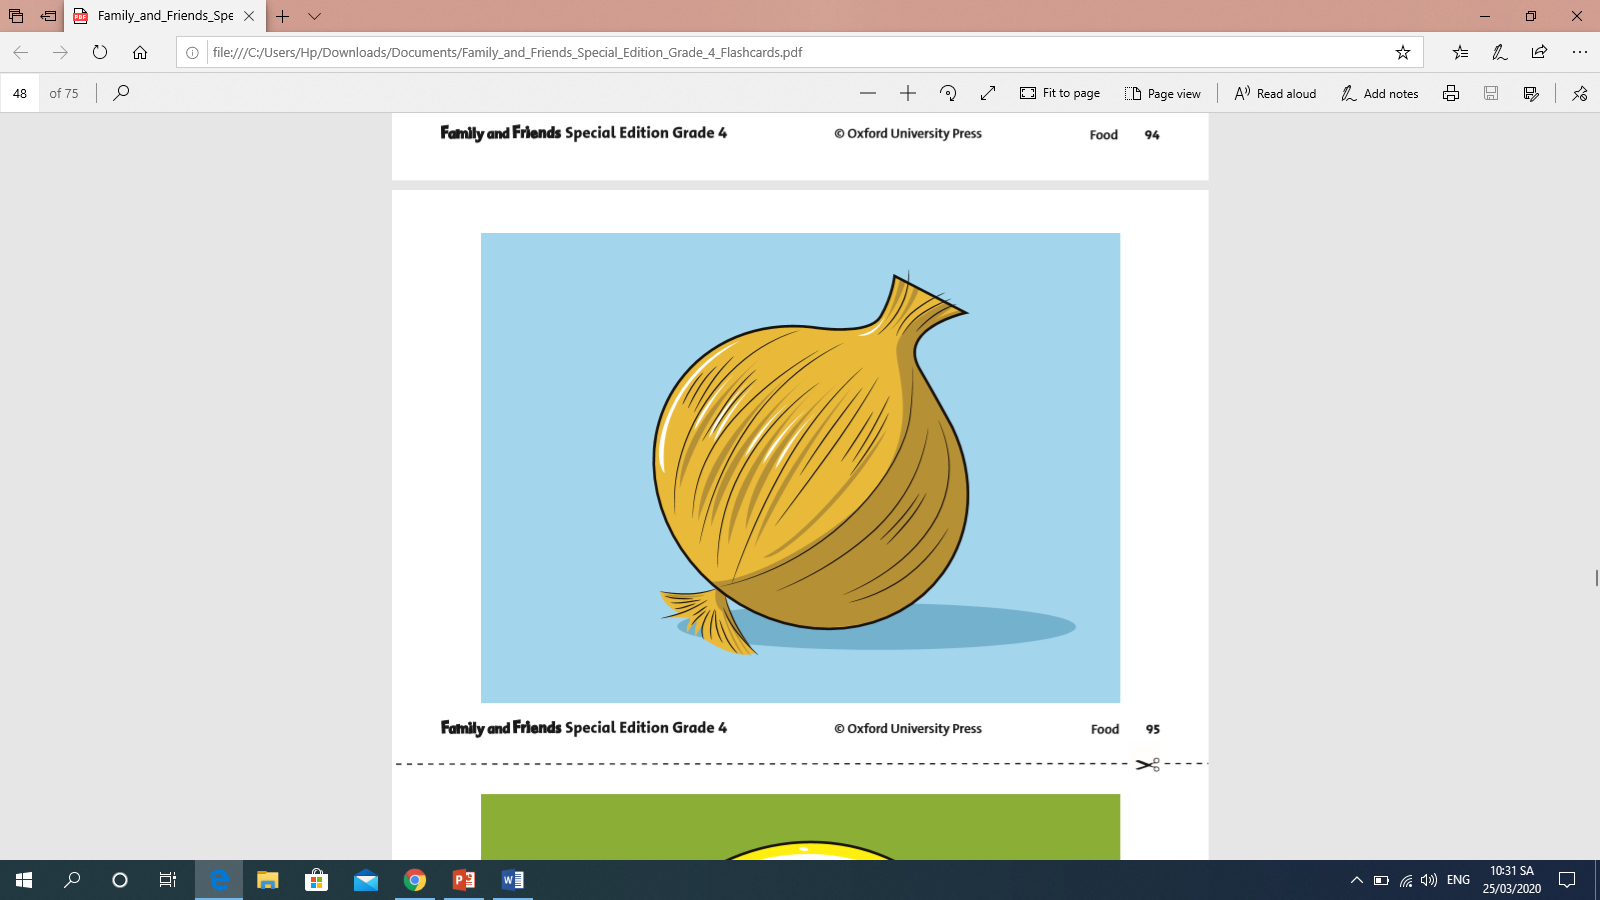 Family_and_Friends_Spe
file:///C:/Users/Hp/Downloads/Documents/Family_and_Friends_Special_Edition_Grade_4_Flashcards.pdf
48 of 75 Fit to page Page view Read aloud Add notes
Family and Friends Special Edition Grade 4 © Oxford University Press Food 94
Family and Friends Special Edition Grade 4 © Oxford University Press Food 95
ENG 10:31 SA
25/03/2020